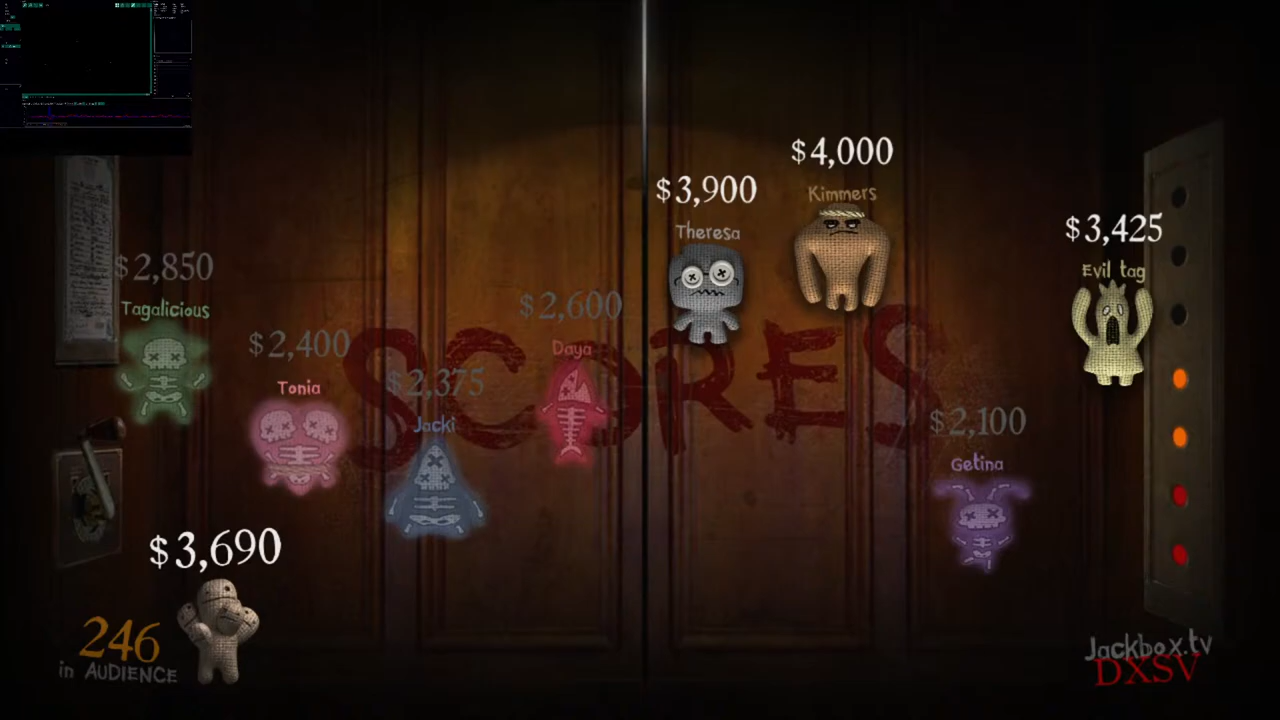 $4,000
Kimmers
$3,900
Theresa
$3,425
Evil tag
$2,850
Tagalicious
$2,600
Daya
$2,400
Tonia
$2,375
Jacki
SCORES
$2,100
Getina
$3,690
246
in AUDIENCE
Jackbox.tv
DXSV